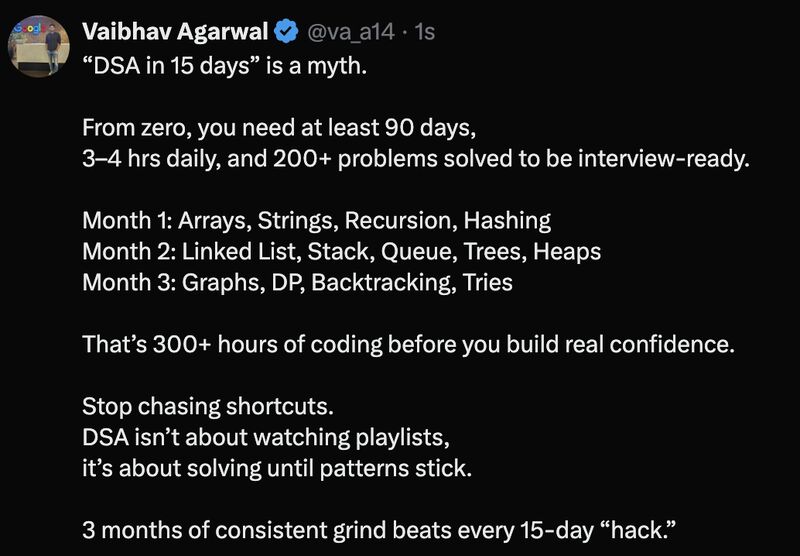 Google
Vaibhav Agarwal @va_a14 · 1s
“DSA in 15 days” is a myth.
From zero, you need at least 90 days,
3–4 hrs daily, and 200+ problems solved to be interview-ready.
Month 1: Arrays, Strings, Recursion, Hashing
Month 2: Linked List, Stack, Queue, Trees, Heaps
Month 3: Graphs, DP, Backtracking, Tries
That’s 300+ hours of coding before you build real confidence.
Stop chasing shortcuts.
DSA isn’t about watching playlists,
it’s about solving until patterns stick.
3 months of consistent grind beats every 15-day “hack.”